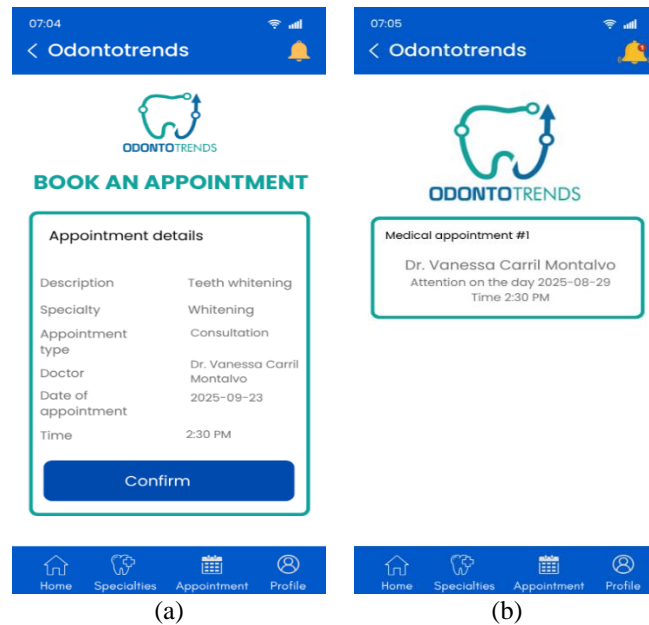 07:04
< Odontotrends
ODONTOTRENDS
BOOK AN APPOINTMENT
Appointment details
Description Teeth whitening
Specialty Whitening
Appointment type Consultation
Doctor Dr. Vanessa Carril Montalvo
Date of appointment 2025-09-23
Time 2:30 PM
Confirm
Home Specialties Appointment Profile
(a)
07:05
< Odontotrends
ODONTOTRENDS
Medical appointment #1
Dr. Vanessa Carril Montalvo
Attention on the day 2025-08-29
Time 2:30 PM
Home Specialties Appointment Profile
(b)